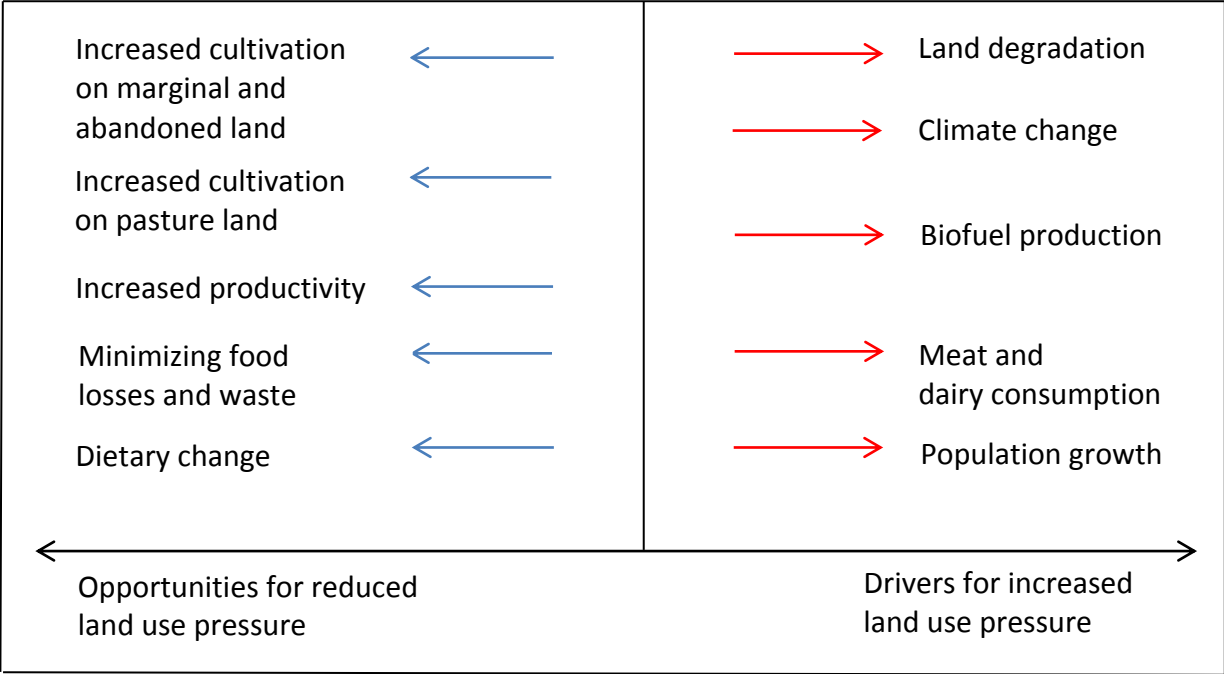 Increased cultivation
on marginal and
abandoned land
Increased cultivation
on pasture land
Increased productivity
Minimizing food
losses and waste
Dietary change
Land degradation
Climate change
Biofuel production
Meat and
dairy consumption
Population growth
Opportunities for reduced
land use pressure
Drivers for increased
land use pressure